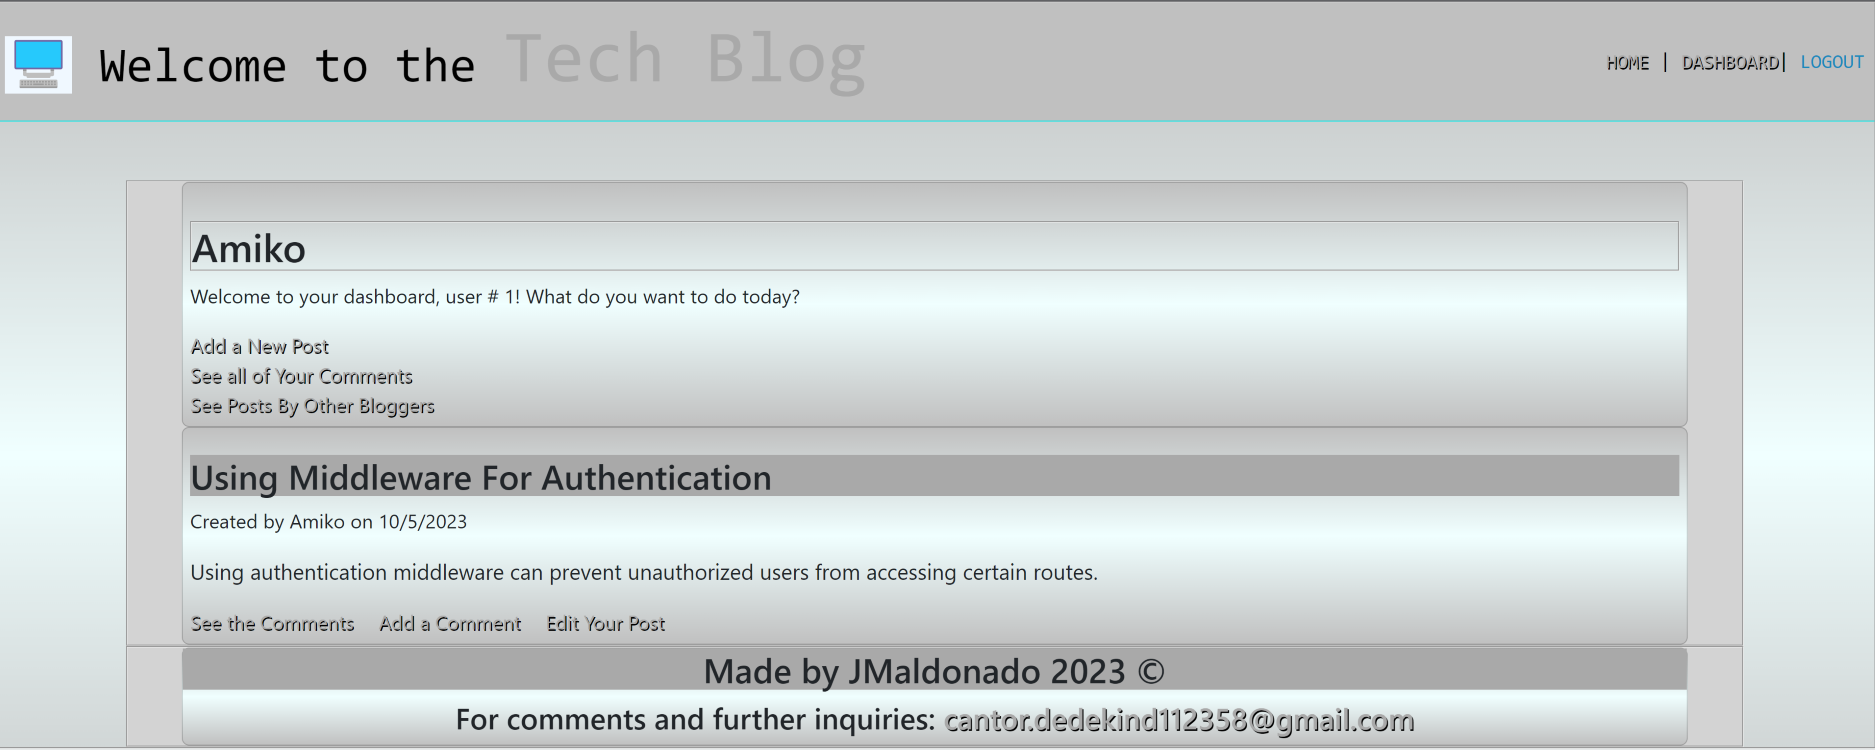 Welcome to the Tech Blog
HOME | DASHBOARD| LOGOUT
Amiko
Welcome to your dashboard, user # 1! What do you want to do today?
Add a New Post
See all of Your Comments
See Posts By Other Bloggers
Using Middleware For Authentication
Created by Amiko on 10/5/2023
Using authentication middleware can prevent unauthorized users from accessing certain routes.
See the Comments Add a Comment Edit Your Post
Made by JMaldonado 2023 ©
For comments and further inquiries: cantor.dedekind112358@gmail.com